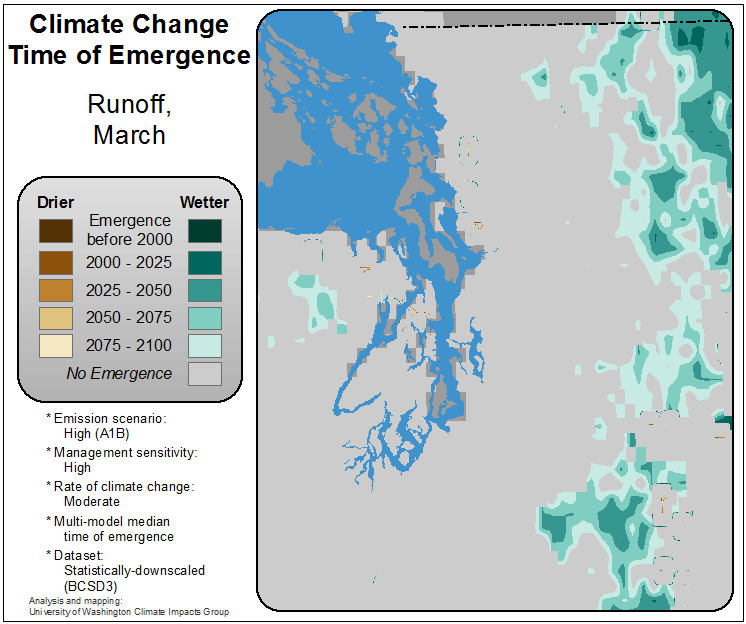 Climate Change
Time of Emergence
Runoff,
March
Drier Wetter
Emergence
before 2000
2000 - 2025
2025 - 2050
2050 - 2075
2075 - 2100
No Emergence
* Emission scenario:
High (A1B)
* Management sensitivity:
High
* Rate of climate change:
Moderate
* Multi-model median
time of emergence
* Dataset:
Statistically-downscaled
(BCSD3)
Analysis and mapping:
University of Washington Climate Impacts Group